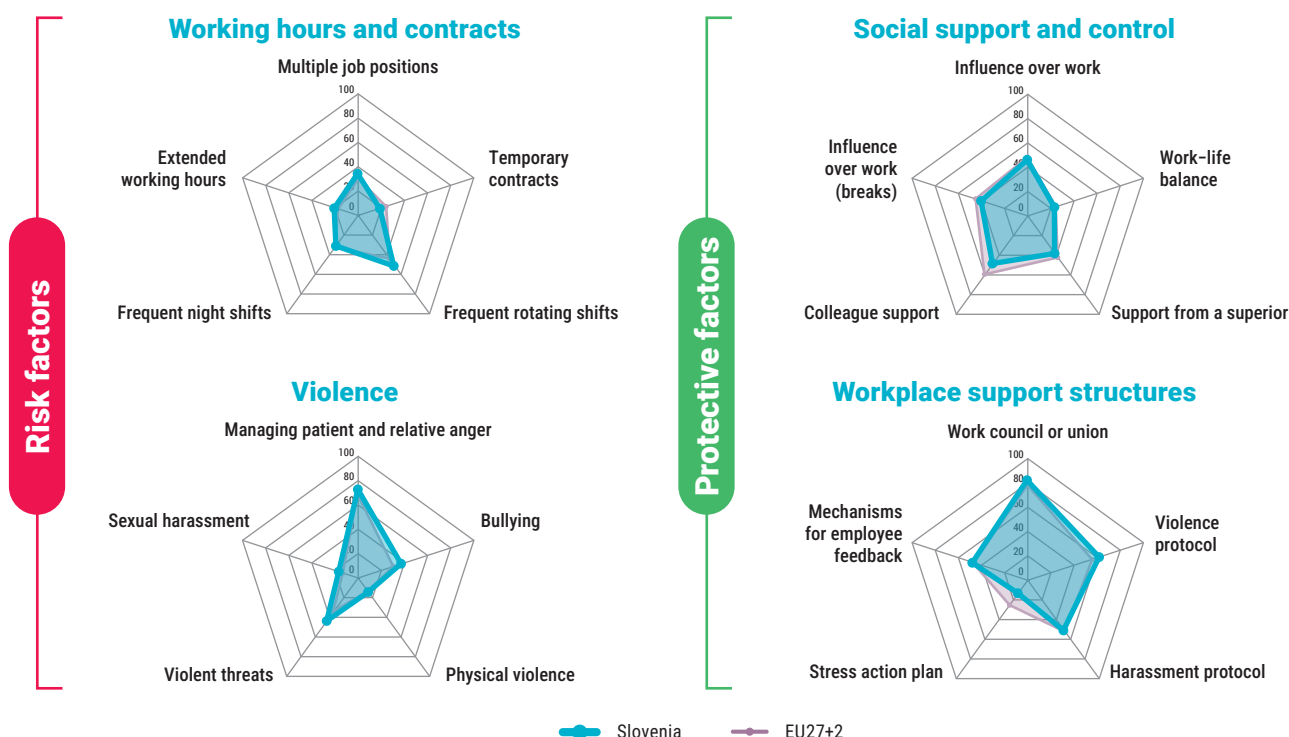 Risk factors
Working hours and contracts
Multiple job positions
100
80
60
40
20
0
Temporary
contracts
Frequent rotating shifts
Frequent night shifts
Extended
working hours
Violence
Managing patient and relative anger
100
80
60
40
0
0
Bullying
Physical violence
Violent threats
Sexual harassment
Protective factors
Social support and control
Influence over work
100
80
60
40
20
0
Work–life
balance
Support from a superior
Colleague support
Influence
over work
(breaks)
Workplace support structures
Work council or union
100
80
60
40
20
0
Violence
protocol
Harassment protocol
Stress action plan
Mechanisms
for employee
feedback
Slovenia
EU27+2